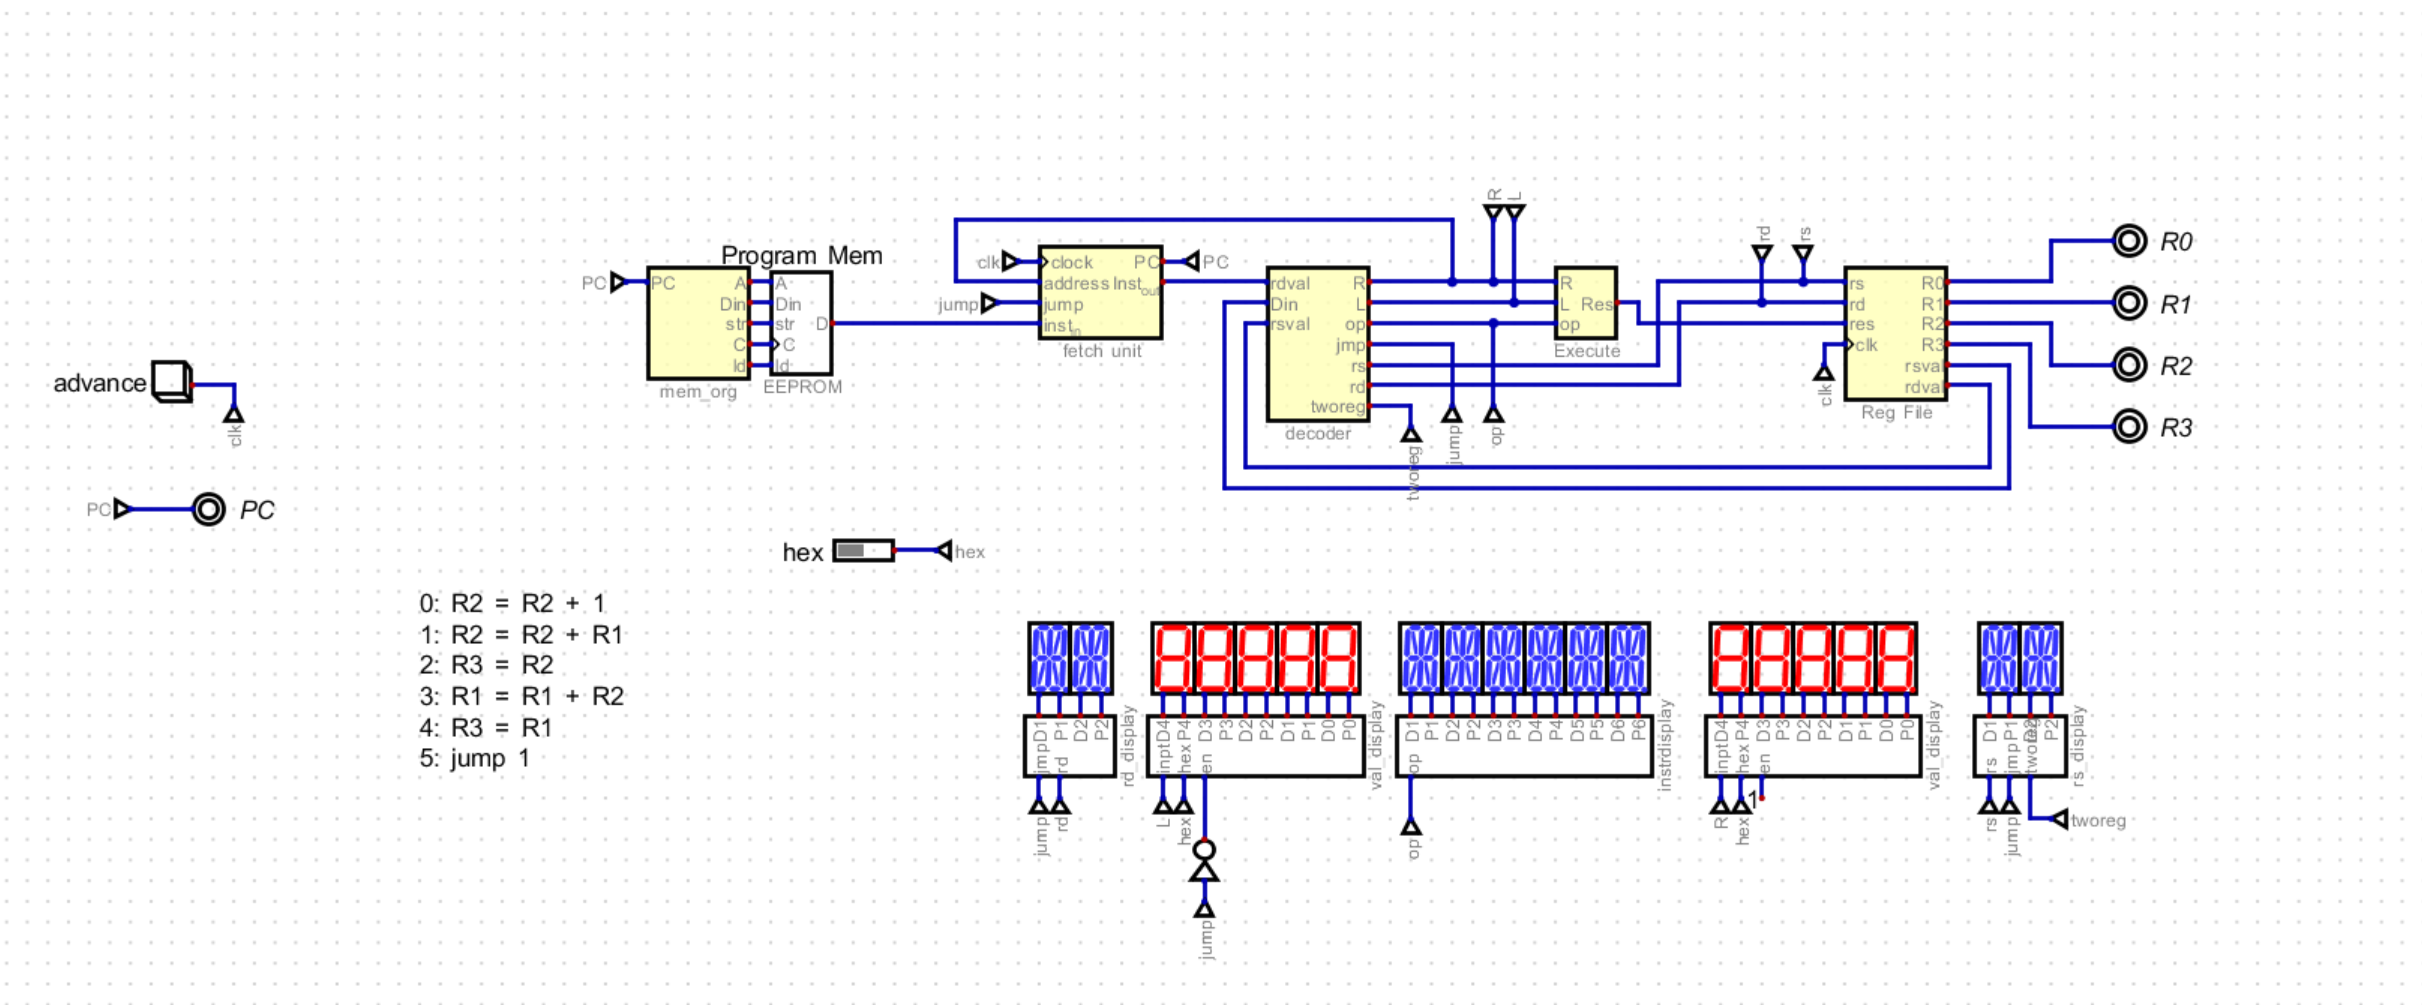 R L
rd rs
Program Mem
PC PC A A
Din Din
str str D
C C
ld ld
mem_org EEPROM
clk clock PC PC
address Inst out
jump jump
inst in
fetch unit
rdval R
Din L
rsval op
jmp
rs
rd
tworeg
decoder
tworeg jump op
R
L Res
op
Execute
rs R0
rd R1
res R2
clk R3
rsval
rdval
clk
Reg File
R0
R1
R2
R3
advance
clk
PC PC
hex hex
0: R2 = R2 + 1
1: R2 = R2 + R1
2: R3 = R2
3: R1 = R1 + R2
4: R3 = R1
5: jump 1
D1 P1 D2 P2
jmp rd
rd_display
jump rd
D4 P4 D3 P3 D2 P2 D1 P1 D0 P0
inpt hex en
val_display
L hex
jump
D1 P1 D2 P2 D3 P3 D4 P4 D5 P5 D6 P6
op
instrdisplay
op
D4 P4 D3 P3 D2 P2 D1 P1 D0 P0
inpt hex en
val_display
R hex 1
D1 P1 D2 P2
rs jmp tworeg
rs_display
rs jump tworeg